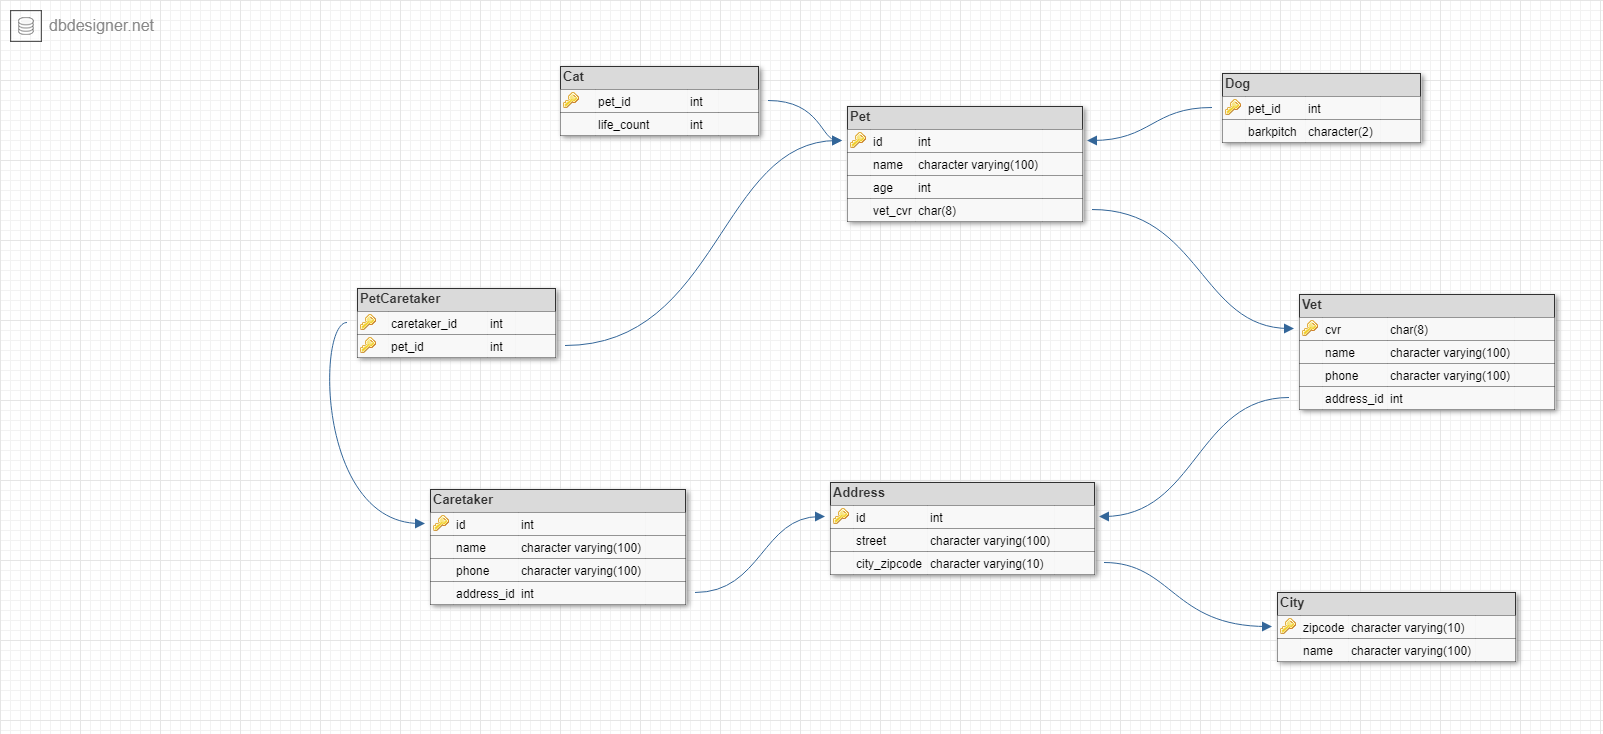 dbdesigner.net
Cat
pet_id int
life_count int
Dog
pet_id int
barkpitch character(2)
Pet
id int
name character varying(100)
age int
vet_cvr char(8)
PetCaretaker
caretaker_id int
pet_id int
Vet
cvr char(8)
name character varying(100)
phone character varying(100)
address_id int
Caretaker
id int
name character varying(100)
phone character varying(100)
address_id int
Address
id int
street character varying(100)
city_zipcode character varying(10)
City
zipcode character varying(10)
name character varying(100)